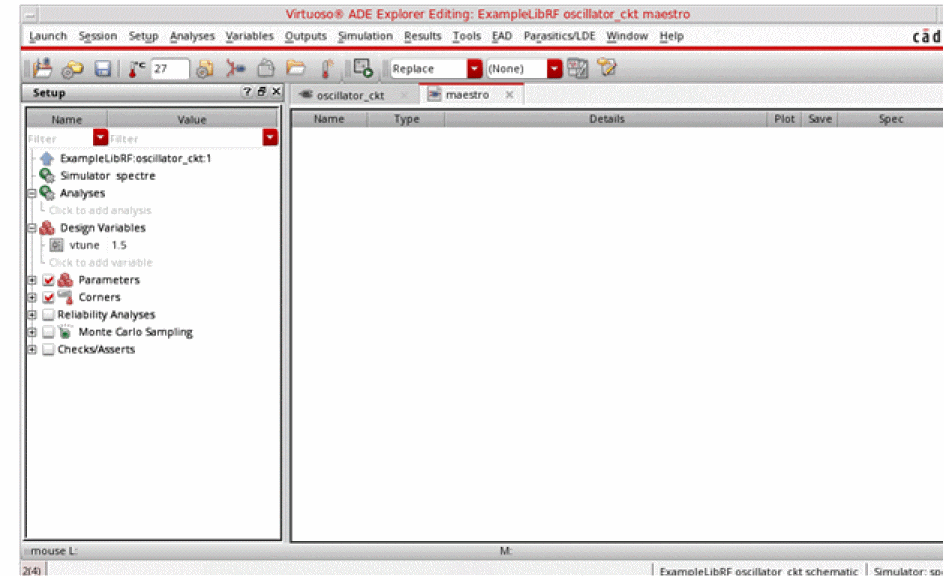 Virtuoso® ADE Explorer Editing: ExampleLibRF oscillator_ckt maestro
Launch Session Setup Analyses Variables Outputs Simulation Results Tools EAD Parasitics/LDE Window Help cād
27 Replace (None)
Setup ? oscillator_ckt maestro
Name Value Name Type Details Plot Save Spec
Filter Filter
ExampleLibRF:oscillator_ckt:1
Simulator spectre
Analyses
Click to add analysis
Design Variables
vtune 1.5
Click to add variable
Parameters
Corners
Reliability Analyses
Monte Carlo Sampling
Checks/Asserts
mouse L: M:
2(4) ExampleLibRF oscillator_ckt schematic Simulator: sp